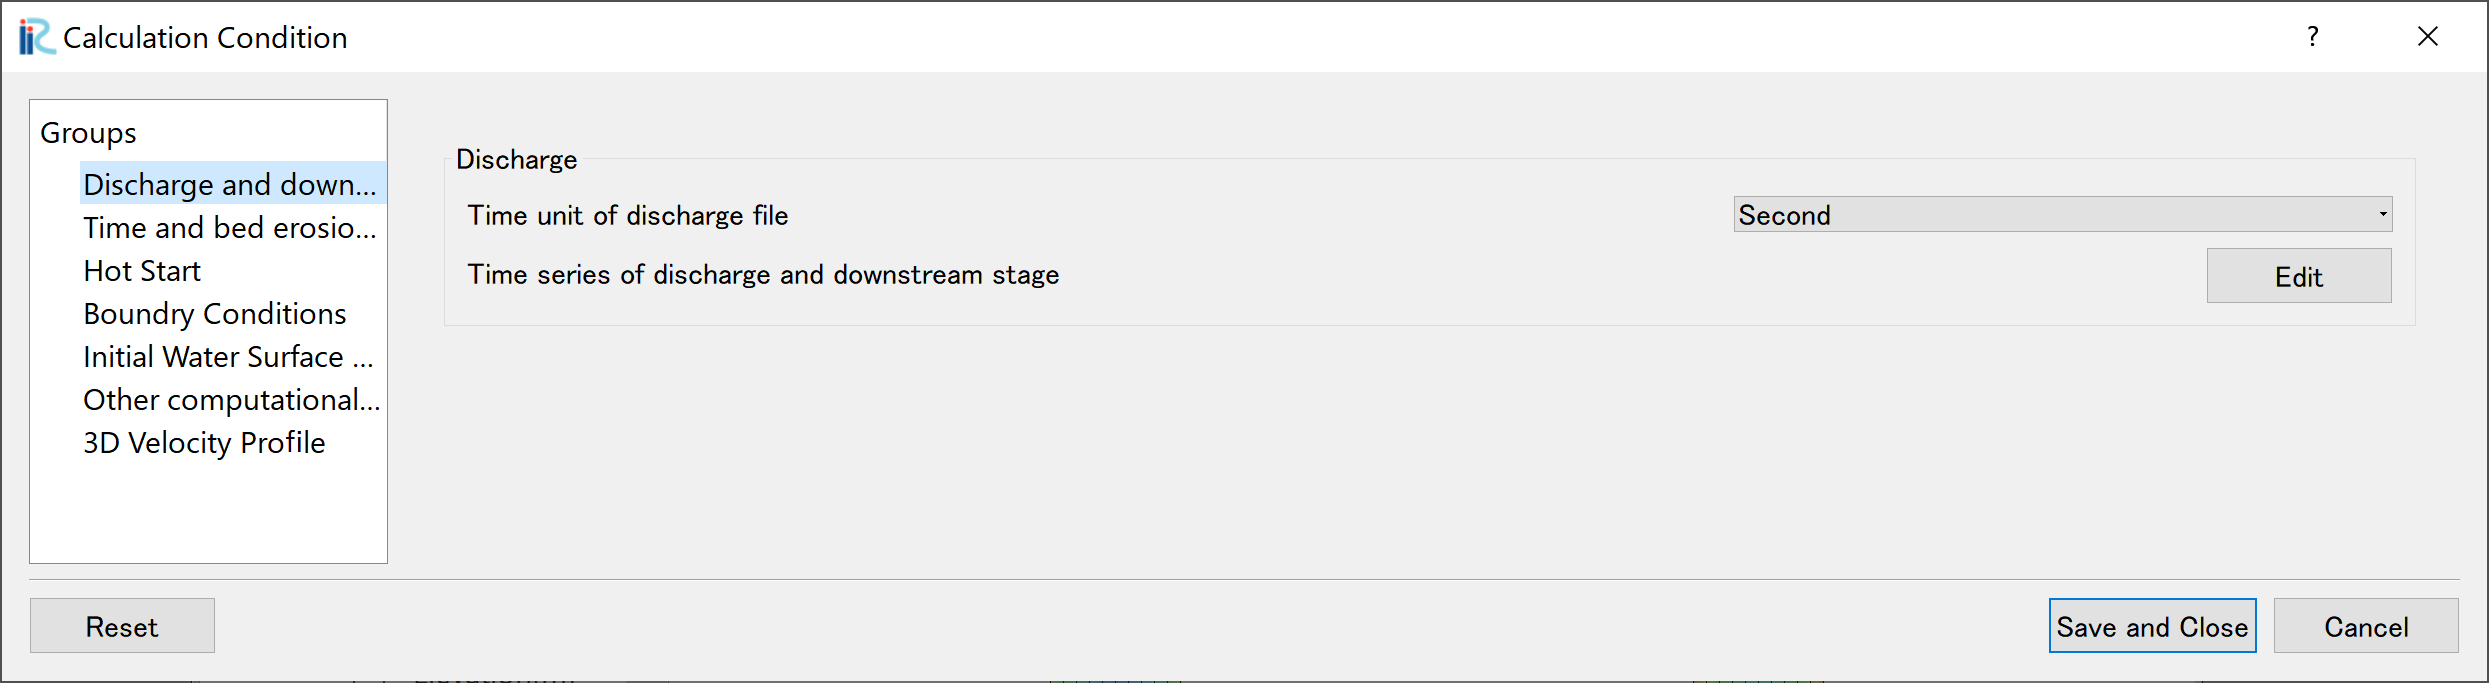 Calculation Condition
?
Groups
Discharge and down...
Time and bed erosio...
Hot Start
Boundry Conditions
Initial Water Surface ...
Other computational...
3D Velocity Profile
Discharge
Time unit of discharge file
Second
Time series of discharge and downstream stage
Edit
Reset
Save and Close
Cancel